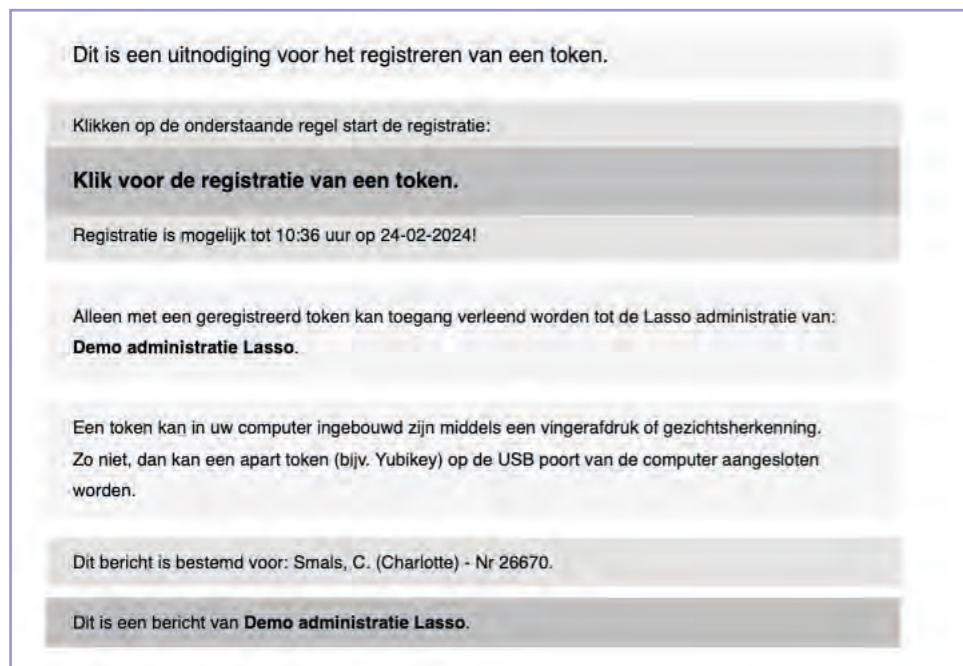 Dit is een uitnodiging voor het registreren van een token.
Klikken op de onderstaande regel start de registratie:
Klik voor de registratie van een token.
Registratie is mogelijk tot 10:36 uur op 24-02-2024!
Alleen met een geregistreerd token kan toegang verleend worden tot de Lasso administratie van:
Demo administratie Lasso.
Een token kan in uw computer ingebouwd zijn middels een vingerafdruk of gezichtsherkenning.
Zo niet, dan kan een apart token (bijv. Yubikey) op de USB poort van de computer aangesloten
worden.
Dit bericht is bestemd voor: Smals, C. (Charlotte) - Nr 26670.
Dit is een bericht van Demo administratie Lasso.